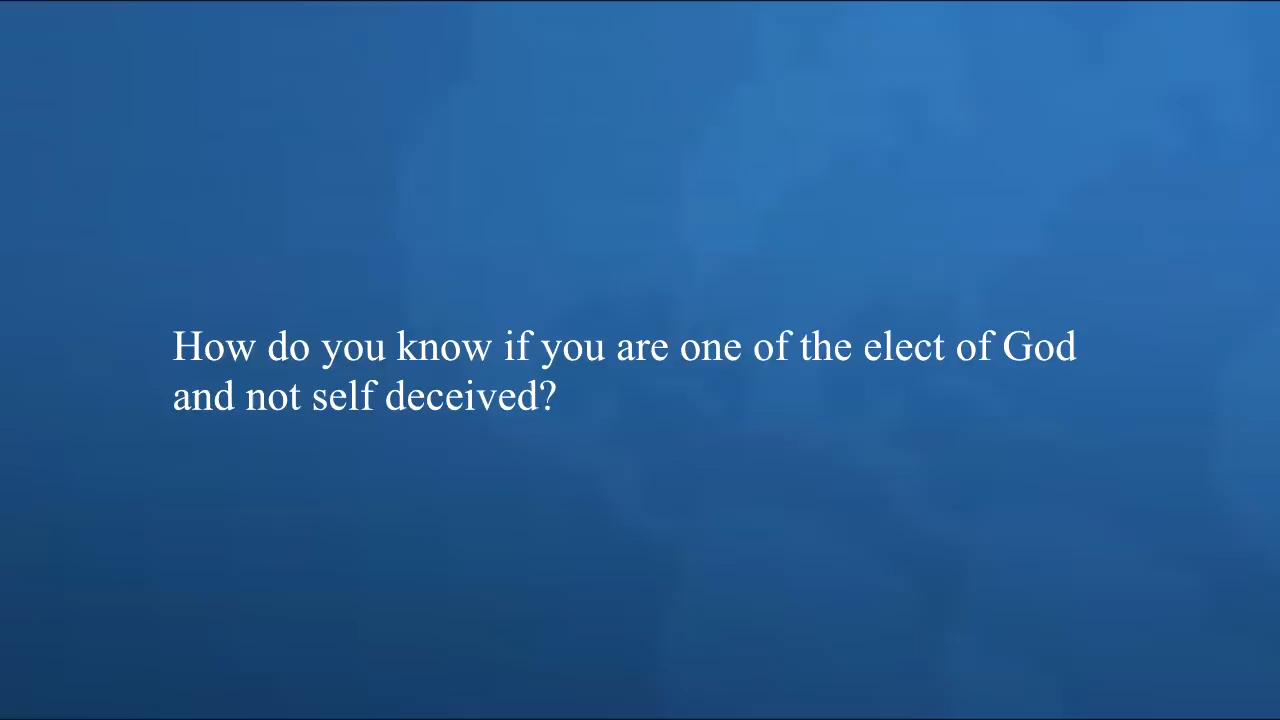 How do you know if you are one of the elect of God
and not self deceived?